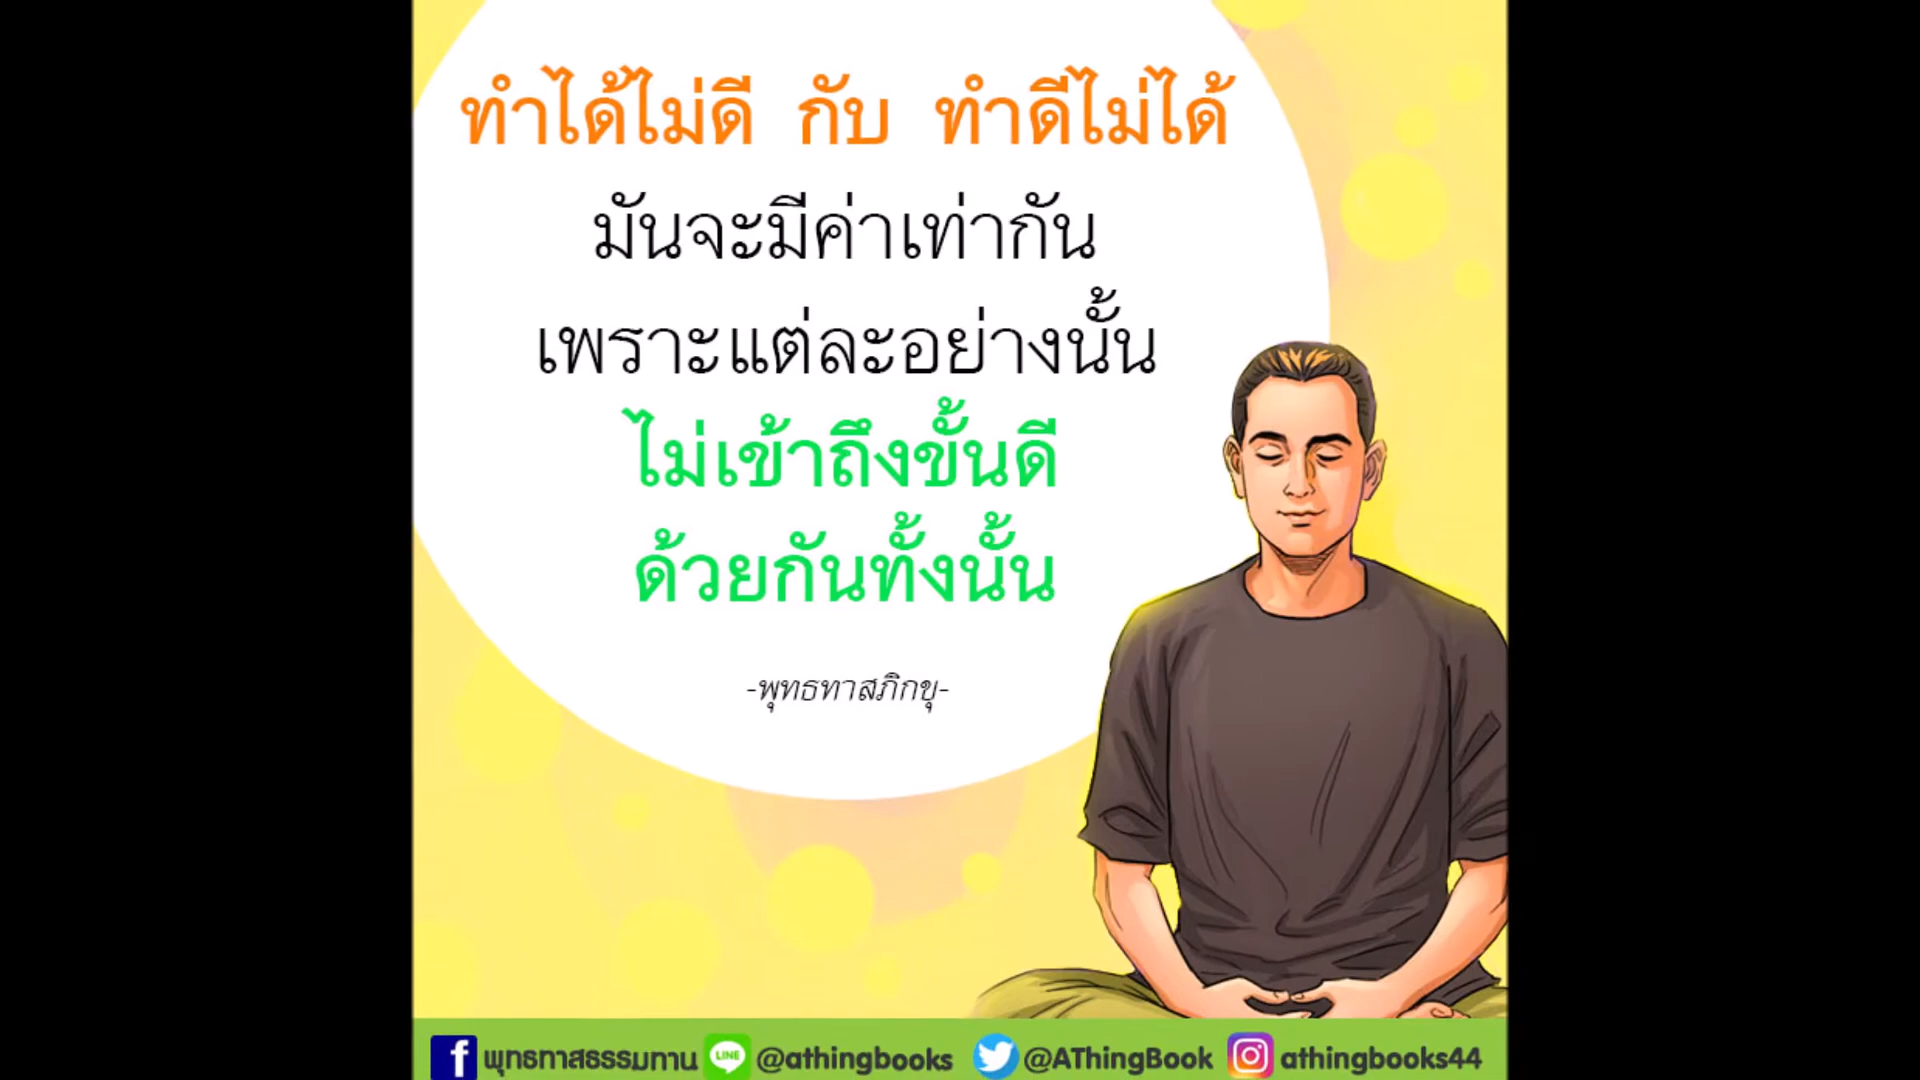 ทำได้ไม่ดี กับ ทำดีไม่ได้
มันจะมีค่าเท่ากัน
เพราะแต่ละอย่างนั้น
ไม่เข้าถึงขั้นดี
ด้วยกันทั้งนั้น
-พุทธทาสภิกขุ-
f พุทธทาสธรรมทาน LINE @athingbooks @AThingBook athingbooks44